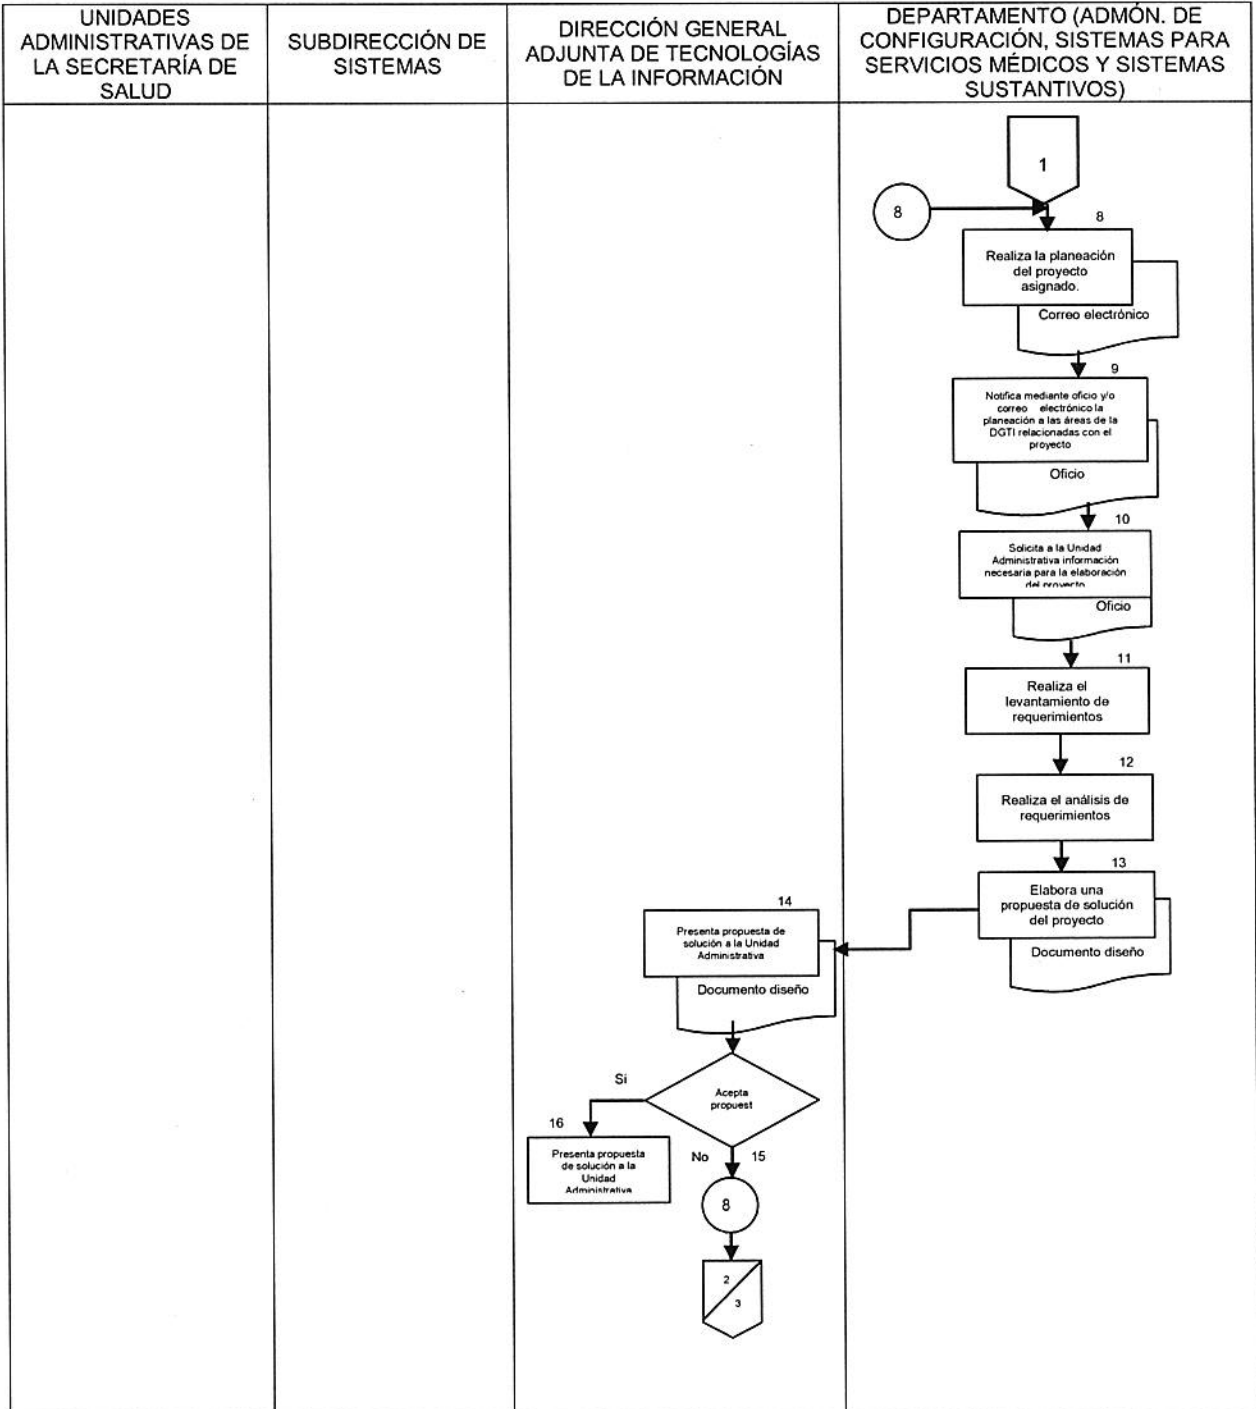 UNIDADES
ADMINISTRATIVAS DE
LA SECRETARÍA DE
SALUD
SUBDIRECCIÓN DE
SISTEMAS
DIRECCIÓN GENERAL
ADJUNTA DE TECNOLOGÍAS
DE LA INFORMACIÓN
DEPARTAMENTO (ADMÓN. DE
CONFIGURACIÓN, SISTEMAS PARA
SERVICIOS MÉDICOS Y SISTEMAS
SUSTANTIVOS)
1
8
8
Realiza la planeación
del proyecto
asignado.
Correo electrónico
9
Notifica mediante oficio y/o
correo electrónico la
planeación a las áreas de la
DGTI relacionadas con el
proyecto
Oficio
10
Solicita a la Unidad
Administrativa información
necesaria para la elaboración
del proyecto
Oficio
11
Realiza el
levantamiento de
requerimientos
12
Realiza el análisis de
requerimientos
13
Elabora una
propuesta de solución
del proyecto
Documento diseño
14
Presenta propuesta de
solución a la Unidad
Administrativa
Documento diseño
Acepta
propuest
Si
16
Presenta propuesta
de solución a la
Unidad
Administrativa
No
15
8
2
3